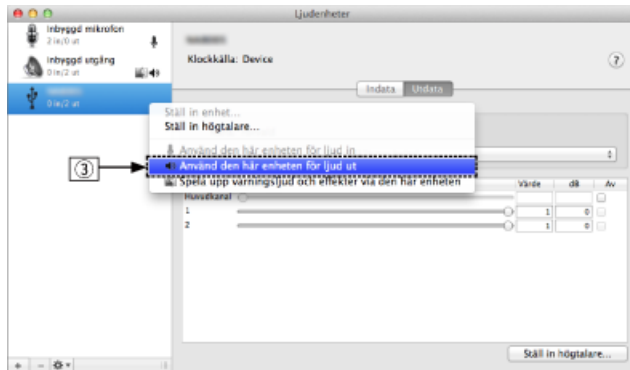 Ljudenheter
Inbyggd mikrofon
2 in/0 ut
Inbyggd utgång
0 in/2 ut
0 in/2 ut
Klockkälla: Device
?
Indata Utdata
Ställ in enhet...
Ställ in högtalare...
Använd den här enheten för ljud in
Använd den här enheten för ljud ut
Spela upp varningsljud och effekter via den här enheten
③
Värde dB Av
Huvudkanal
1 1 0
2 1 0
Ställ in högtalare...